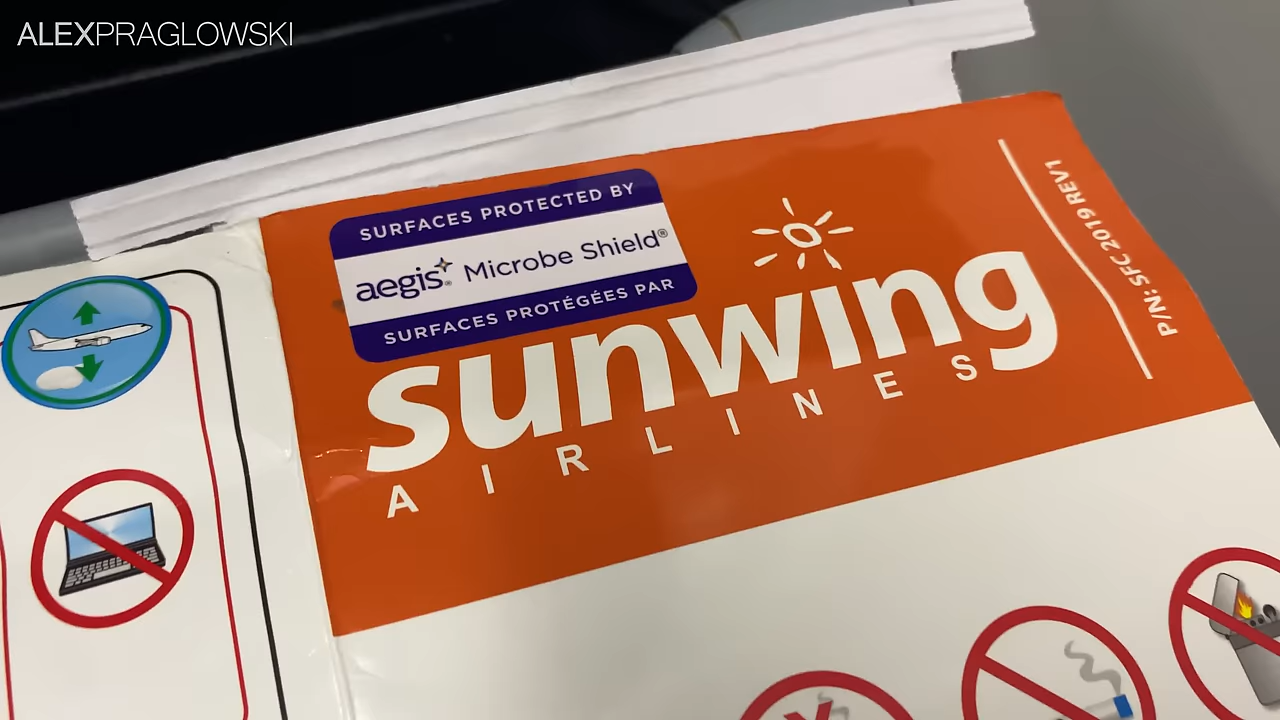 ALEXPRAGLOWSKI
SURFACES PROTECTED BY
aegis® Microbe Shield®
SURFACES PROTÉGÉES PAR
sunwing
AIRLINES
P/N: SFC 2019 REV1